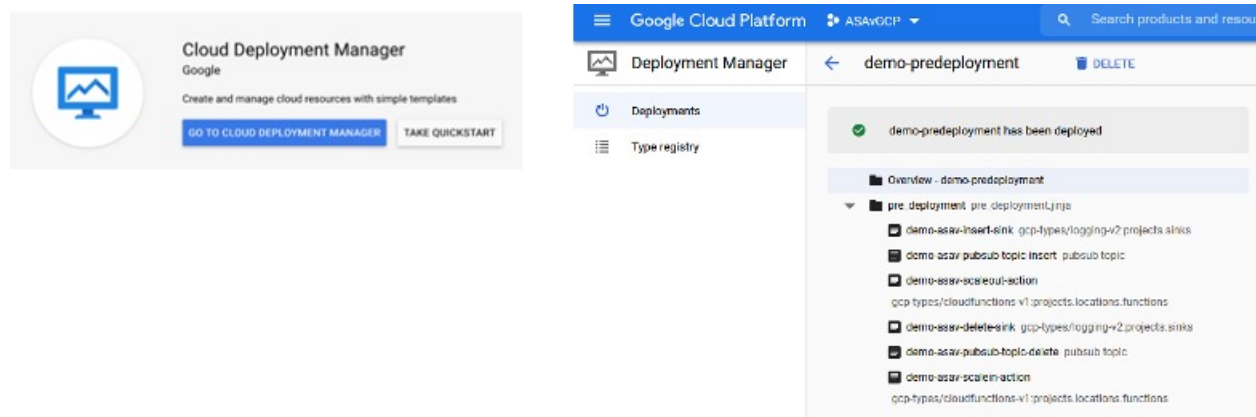 Cloud Deployment Manager
Google
Create and manage cloud resources with simple templates
GO TO CLOUD DEPLOYMENT MANAGER TAKE QUICKSTART
Google Cloud Platform ASAvGCP Search products and resou
Deployment Manager demo-predeployment DELETE
Deployments
Type registry
demo-predeployment has been deployed
Overview - demo-predeployment
pre_deployment pre_deployment.jinja
demo-asav-insert-sink gcp-types/logging-v2:projects.sinks
demo-asav-pubsub-topic-insert pubsub topic
demo-asav-scaleout-action
gcp-types/cloudfunctions-v1:projects.locations.functions
demo-asav-delete-sink gcp-types/logging-v2:projects.sinks
demo-asav-pubsub-topic-delete pubsub topic
demo-asav-scalein-action
gcp-types/cloudfunctions-v1:projects.locations.functions